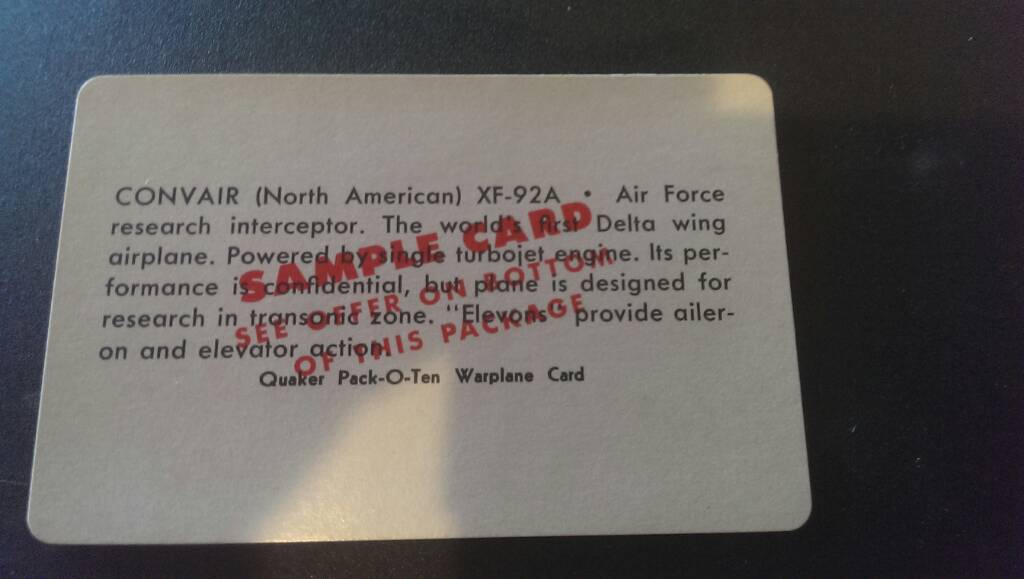 CONVAIR (North American) XF-92A • Air Force
research interceptor. The world's first Delta wing
airplane. Powered by single turbojet engine. Its per-
formance is confidential, but plane is designed for
research in transonic zone. "Elevons" provide ailer-
on and elevator action.
Quaker Pack-O-Ten Warplane Card
SAMPLE CARD
SEE OFFER ON BOTTOM
OF THIS PACKAGE